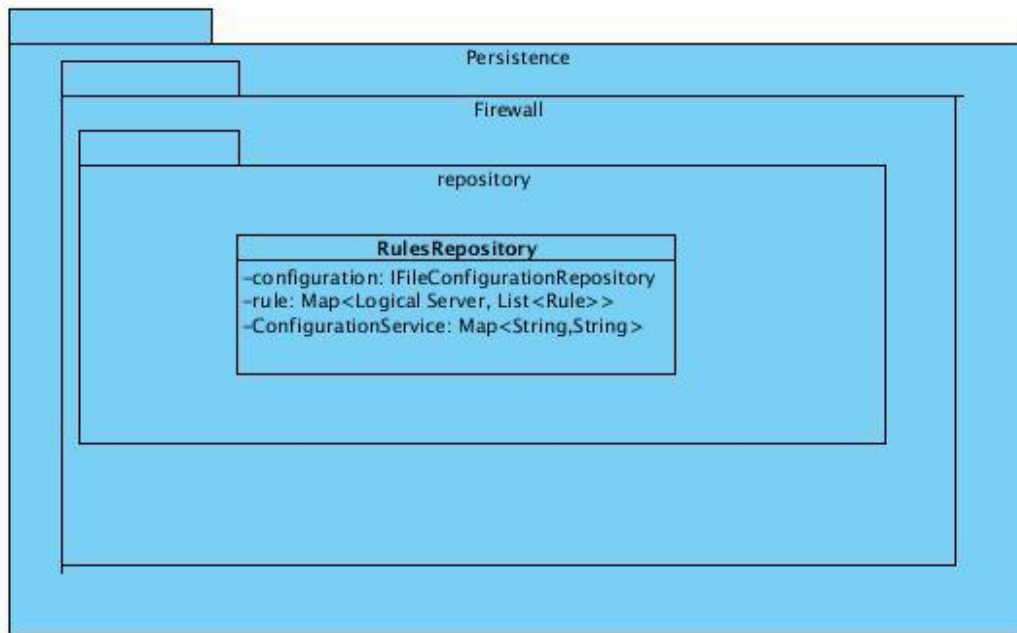 Persistence
Firewall
repository
RulesRepository
-configuration: IFileConfigurationRepository
-rule: Map<Logical Server, List<Rule>>
-ConfigurationService: Map<String,String>